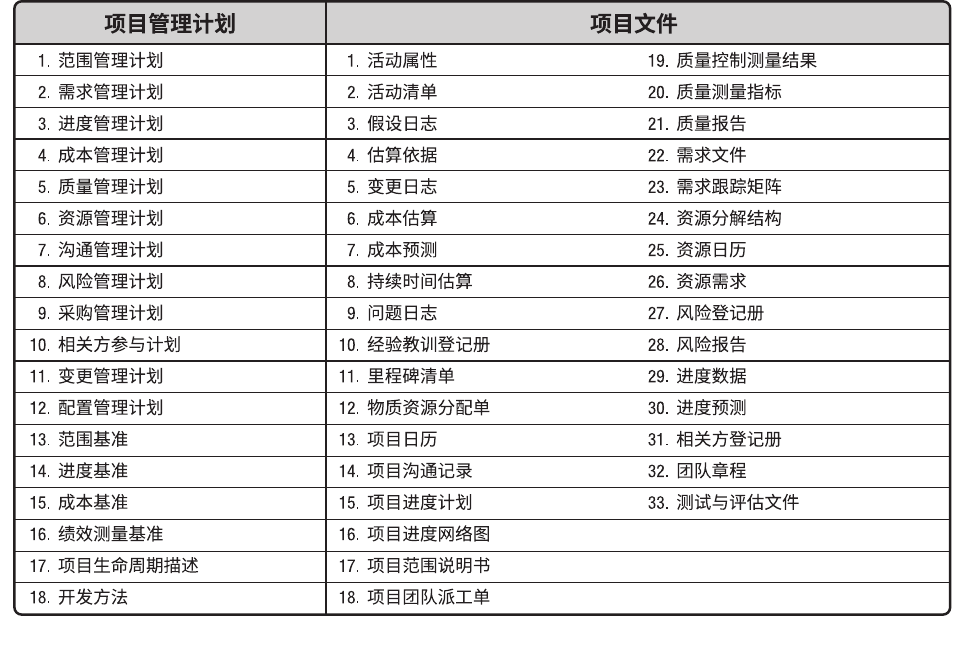 项目管理计划 项目文件
1. 范围管理计划 1. 活动属性 19. 质量控制测量结果
2. 需求管理计划 2. 活动清单 20. 质量测量指标
3. 进度管理计划 3. 假设日志 21. 质量报告
4. 成本管理计划 4. 估算依据 22. 需求文件
5. 质量管理计划 5. 变更日志 23. 需求跟踪矩阵
6. 资源管理计划 6. 成本估算 24. 资源分解结构
7. 沟通管理计划 7. 成本预测 25. 资源日历
8. 风险管理计划 8. 持续时间估算 26. 资源需求
9. 采购管理计划 9. 问题日志 27. 风险登记册
10. 相关方参与计划 10. 经验教训登记册 28. 风险报告
11. 变更管理计划 11. 里程碑清单 29. 进度数据
12. 配置管理计划 12. 物质资源分配单 30. 进度预测
13. 范围基准 13. 项目日历 31. 相关方登记册
14. 进度基准 14. 项目沟通记录 32. 团队章程
15. 成本基准 15. 项目进度计划 33. 测试与评估文件
16. 绩效测量基准 16. 项目进度网络图
17. 项目生命周期描述 17. 项目范围说明书
18. 开发方法 18. 项目团队派工单